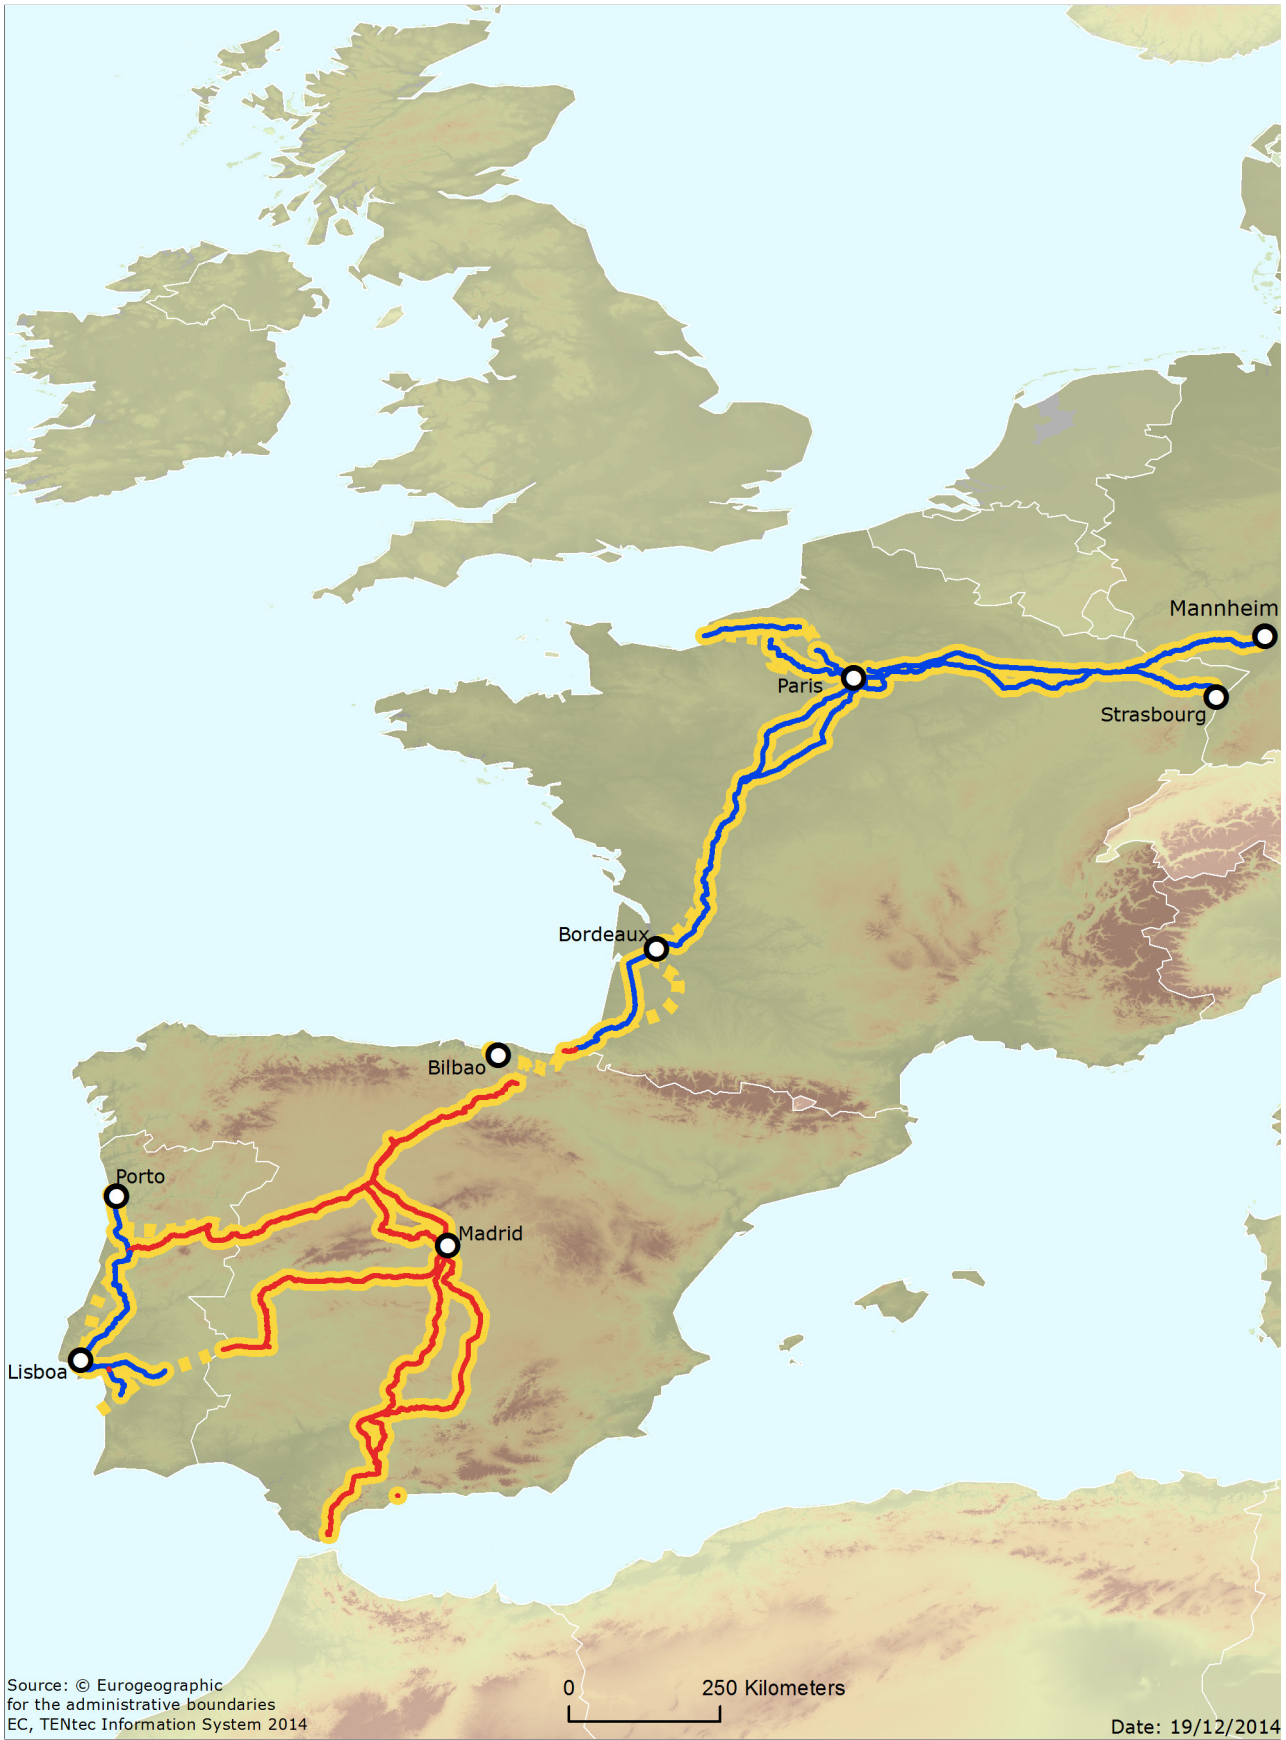 Mannheim
Paris
Strasbourg
Bordeaux
Bilbao
Porto
Madrid
Lisboa
Source: © Eurogeographic
for the administrative boundaries
EC, TENtec Information System 2014
0 250 Kilometers
Date: 19/12/2014